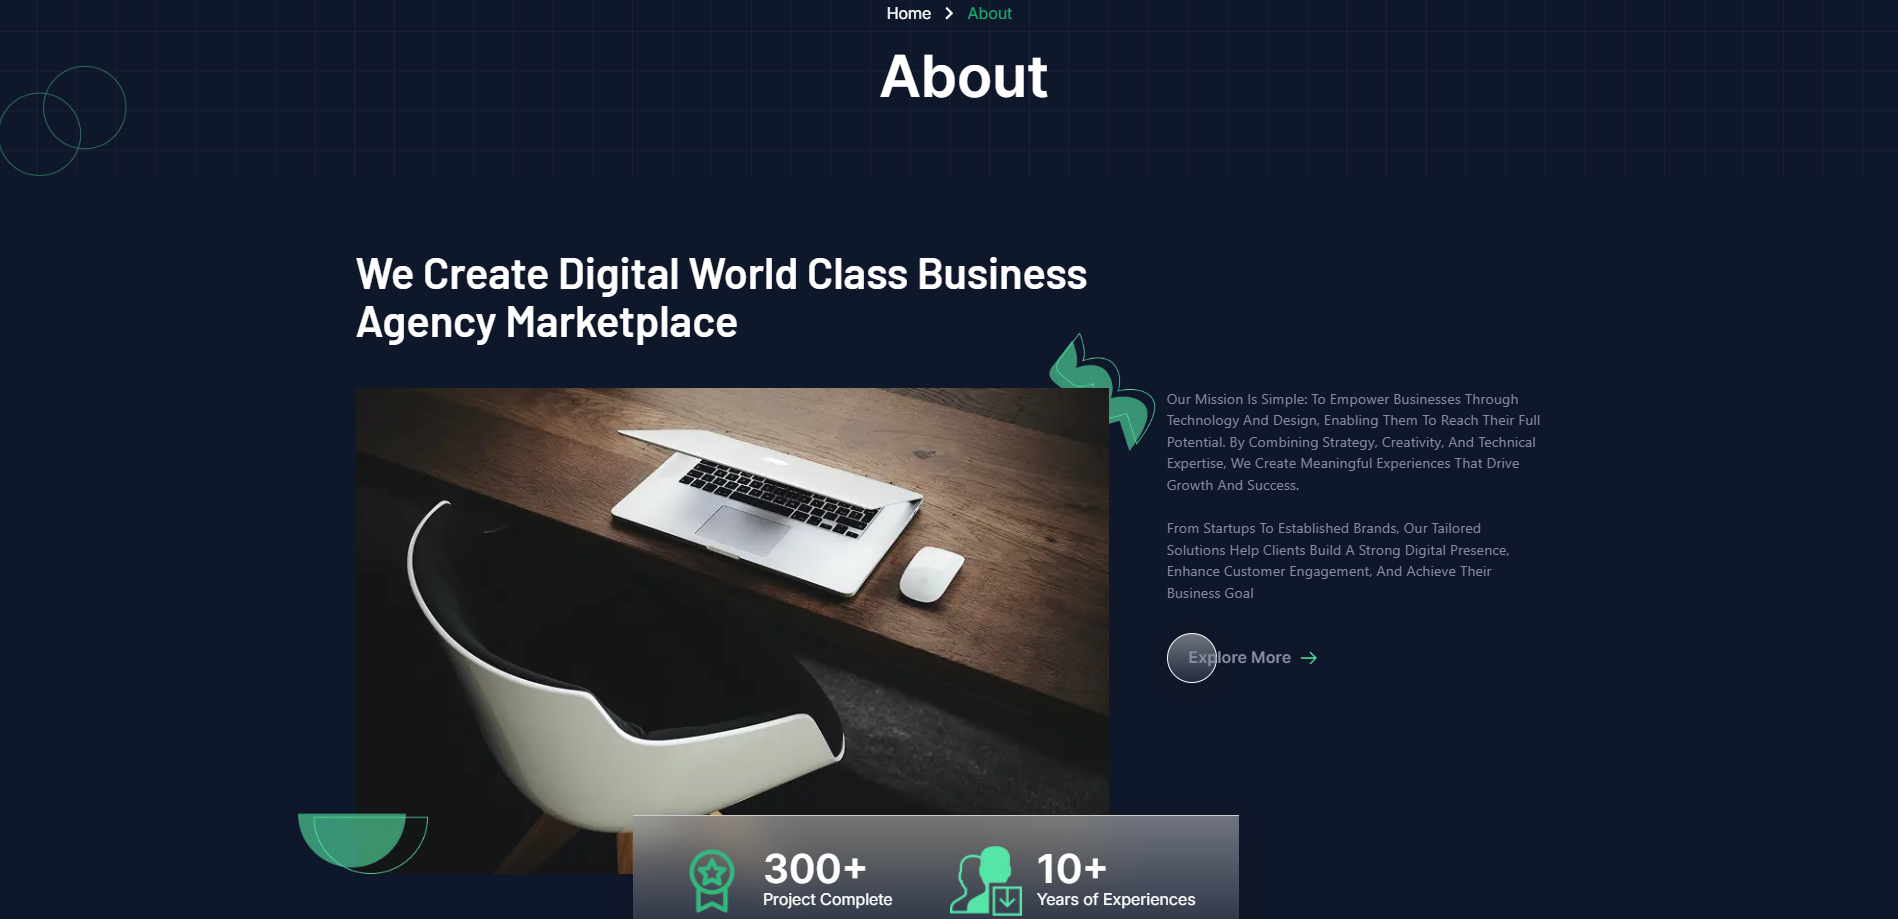 Home > About
About
We Create Digital World Class Business
Agency Marketplace
Our Mission Is Simple: To Empower Businesses Through
Technology And Design, Enabling Them To Reach Their Full
Potential. By Combining Strategy, Creativity, And Technical
Expertise, We Create Meaningful Experiences That Drive
Growth And Success.
From Startups To Established Brands, Our Tailored
Solutions Help Clients Build A Strong Digital Presence,
Enhance Customer Engagement, And Achieve Their
Business Goal
Explore More →
300+
Project Complete
10+
Years of Experiences